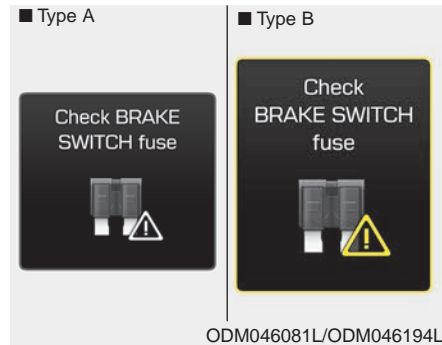 ■ Type A
Check BRAKE
SWITCH fuse
■ Type B
Check
BRAKE SWITCH
fuse
ODM046081L/ODM046194L